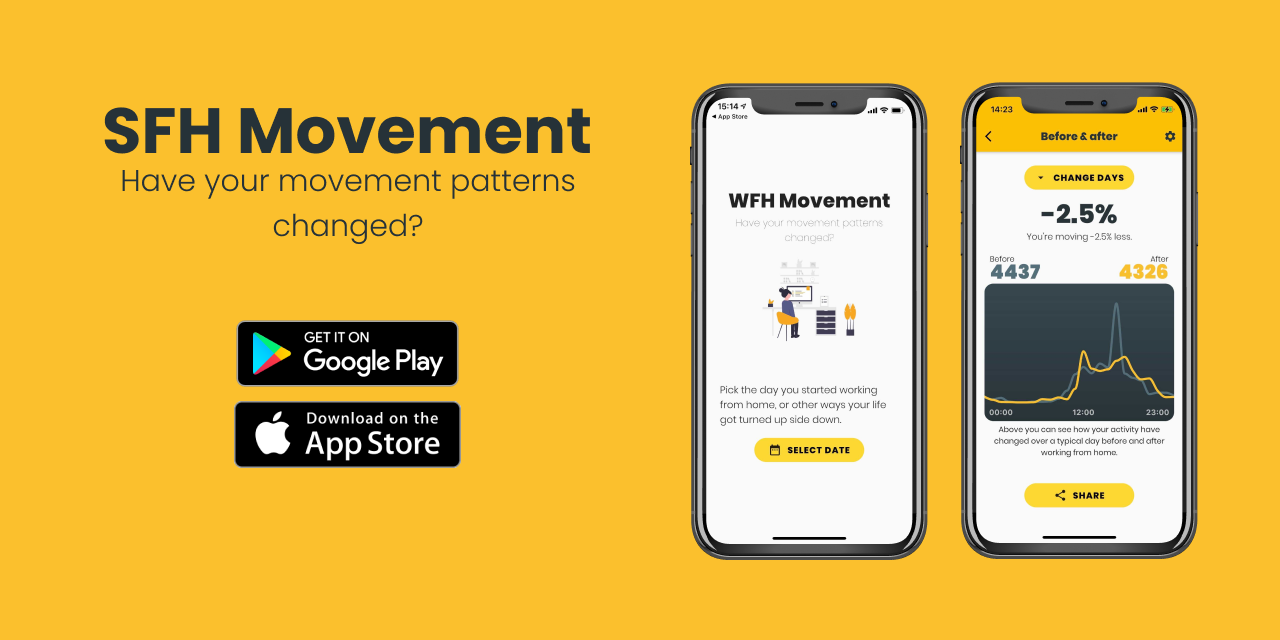 SFH Movement
Have your movement patterns
changed?
GET IT ON
Google Play
Download on the
App Store
15:14
App Store
WFH Movement
Have your movement patterns
changed?
Pick the day you started working
from home, or other ways your life
got turned up side down.
SELECT DATE
14:23
Before & after
CHANGE DAYS
-2.5%
You're moving -2.5% less.
Before
After
4437
4326
00:00
12:00
23:00
Above you can see how your activity have
changed over a typical day before and after
working from home.
SHARE